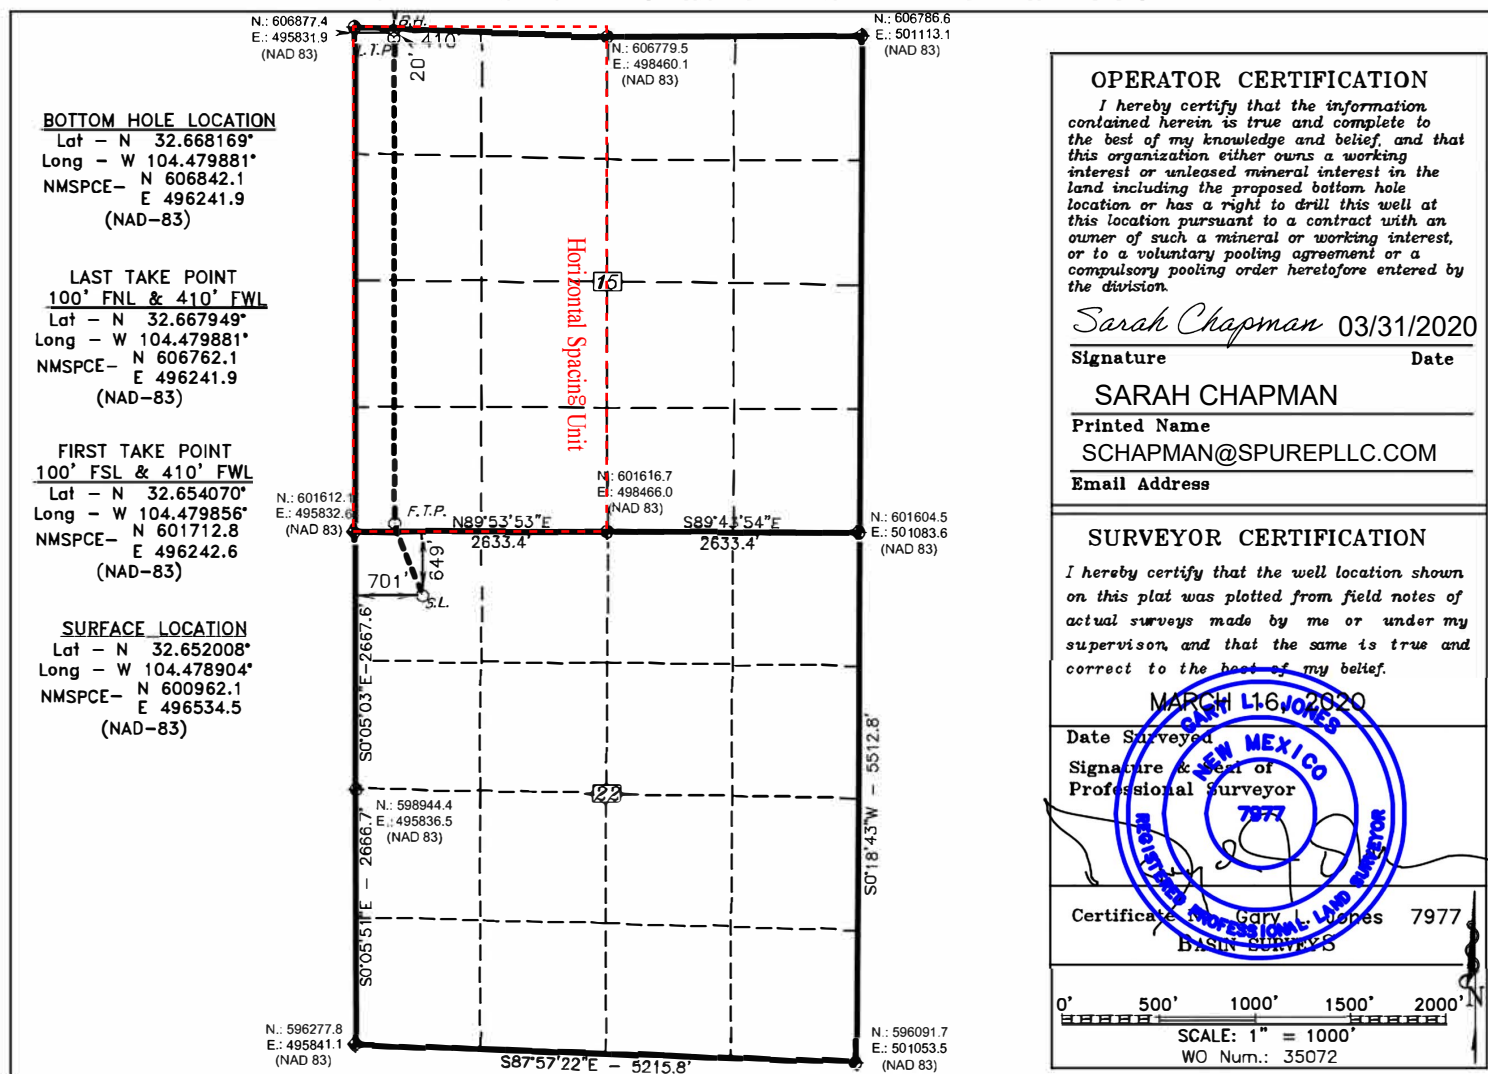 N.: 606877.4
E.: 495831.9
(NAD 83)
B.H.
410'
L.T.P.
20'
N.: 606779.5
E.: 498460.1
(NAD 83)
N.: 606786.6
E.: 501113.1
(NAD 83)
BOTTOM HOLE LOCATION
Lat - N 32.668169°
Long - W 104.479881°
NMSPCE- N 606842.1
E 496241.9
(NAD-83)
LAST TAKE POINT
100' FNL & 410' FWL
Lat - N 32.667949°
Long - W 104.479881°
NMSPCE- N 606762.1
E 496241.9
(NAD-83)
FIRST TAKE POINT
100' FSL & 410' FWL
Lat - N 32.654070°
Long - W 104.479856°
NMSPCE- N 601712.8
E 496242.6
(NAD-83)
SURFACE LOCATION
Lat - N 32.652008°
Long - W 104.478904°
NMSPCE- N 600962.1
E 496534.5
(NAD-83)
Horizontal Spacing Unit
15
N.: 601612.1
E.: 495832.6
(NAD 83)
F.T.P.
N.: 601616.7
E.: 498466.0
(NAD 83)
N89°53'53"E
2633.4'
S89°43'54"E
2633.4'
N.: 601604.5
E.: 501083.6
(NAD 83)
701'
649'
S.L.
S0°05'03"E-2667.6'
22
N.: 598944.4
E.: 495836.5
(NAD 83)
S0°05'51"E - 2666.7'
S0°18'43"W - 5512.8'
N.: 596277.8
E.: 495841.1
(NAD 83)
S87°57'22"E - 5215.8'
N.: 596091.7
E.: 501053.5
(NAD 83)
OPERATOR CERTIFICATION
I hereby certify that the information
contained herein is true and complete to
the best of my knowledge and belief, and that
this organization either owns a working
interest or unleased mineral interest in the
land including the proposed bottom hole
location or has a right to drill this well at
this location pursuant to a contract with an
owner of such a mineral or working interest,
or to a voluntary pooling agreement or a
compulsory pooling order heretofore entered by
the division.
Sarah Chapman 03/31/2020
Signature Date
SARAH CHAPMAN
Printed Name
SCHAPMAN@SPUREPLLC.COM
Email Address
SURVEYOR CERTIFICATION
I hereby certify that the well location shown
on this plat was plotted from field notes of
actual surveys made by me or under my
supervison, and that the same is true and
correct to the best of my belief.
MARCH 16, 2020
Date Surveyed
Signature & Seal of
Professional Surveyor
GARY L. JONES
NEW MEXICO
7977
REGISTERED PROFESSIONAL LAND SURVEYOR
Certificate Gary L. Jones 7977
BASIN SURVEYS
N
0' 500' 1000' 1500' 2000'
SCALE: 1" = 1000'
WO Num.: 35072